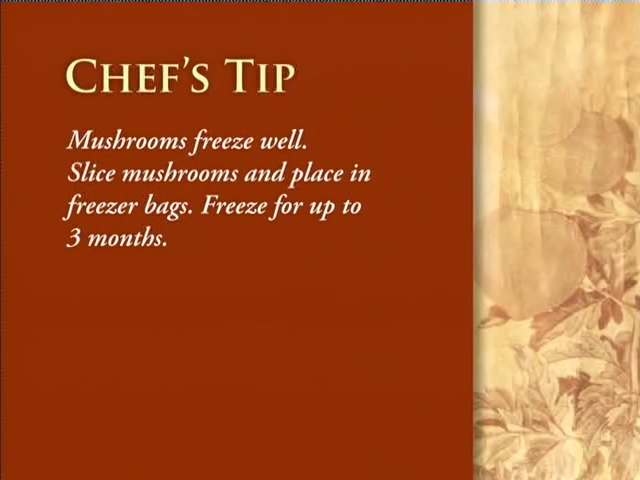 CHEF'S TIP
Mushrooms freeze well.
Slice mushrooms and place in
freezer bags. Freeze for up to
3 months.